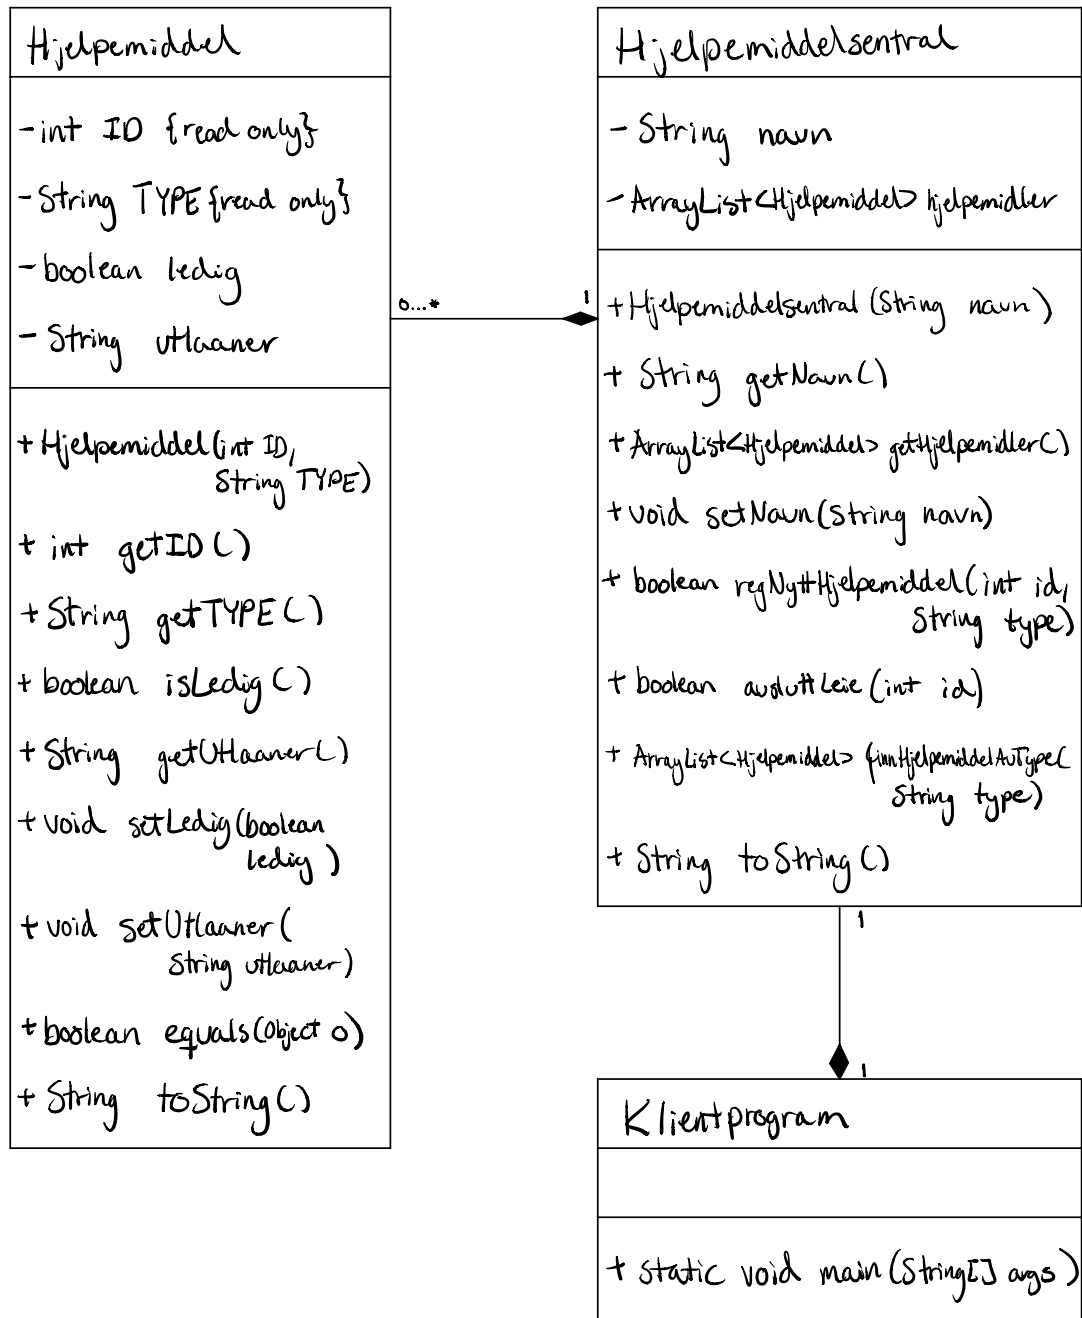 Hjelpemiddel
- int ID {read only}
- String TYPE {read only}
- boolean ledig
- String utlaaner
+ Hjelpemiddel(int ID,
String TYPE)
+ int getID()
+ String getTYPE()
+ boolean isLedig()
+ String getUtlaaner()
+ void setLedig(boolean
ledig)
+ void setUtlaaner(
String utlaaner)
+ boolean equals(Object o)
+ String toString()
0...*
1
Hjelpemiddelsentral
- String navn
- ArrayList<Hjelpemiddel> hjelpemidler
+ Hjelpemiddelsentral (String navn)
+ String getNavn()
+ ArrayList<Hjelpemiddel> getHjelpemidler()
+ void setNavn(String navn)
+ boolean regNyttHjelpemiddel(int id,
String type)
+ boolean avsluttLeie(int id)
+ ArrayList<Hjelpemiddel> finnHjelpemiddelAvType(
String type)
+ String toString()
1
1
Klientprogram
+ static void main(String[] args)